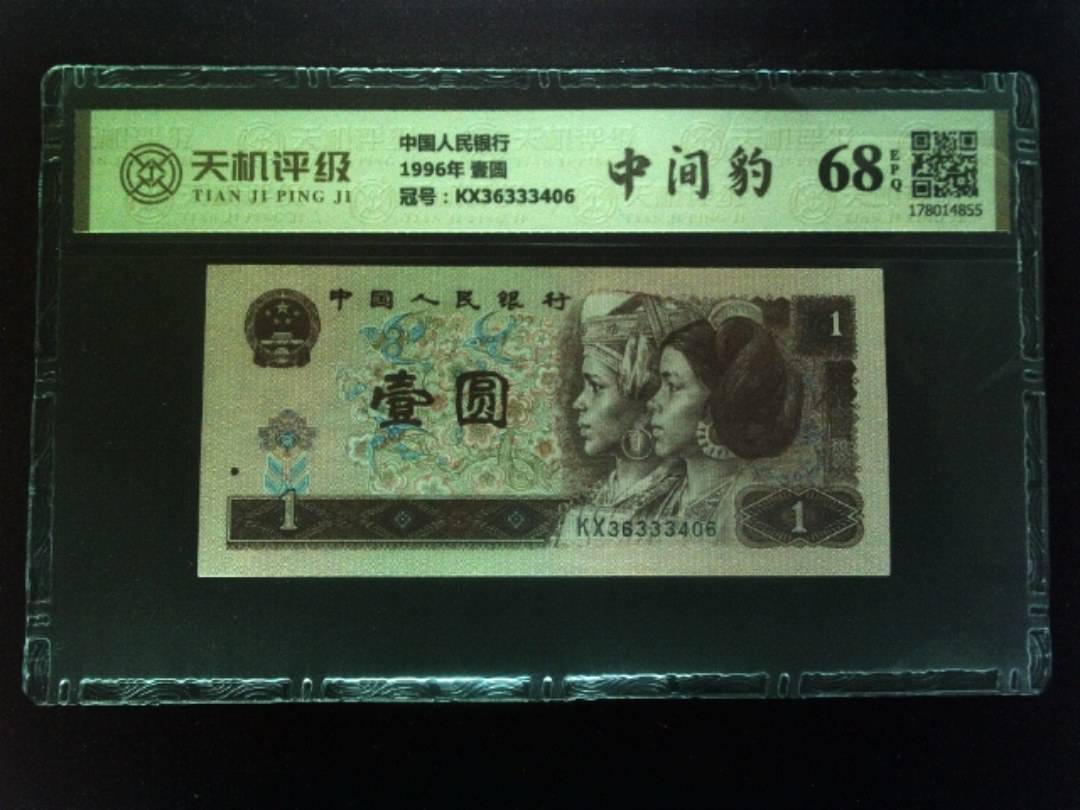 天机评级
TIAN JI PING JI
中国人民银行
1996年 壹圆
冠号：KX36333406
中间豹
68
EPQ
178014855
中国人民银行
1
壹圆
1
KX36333406
1